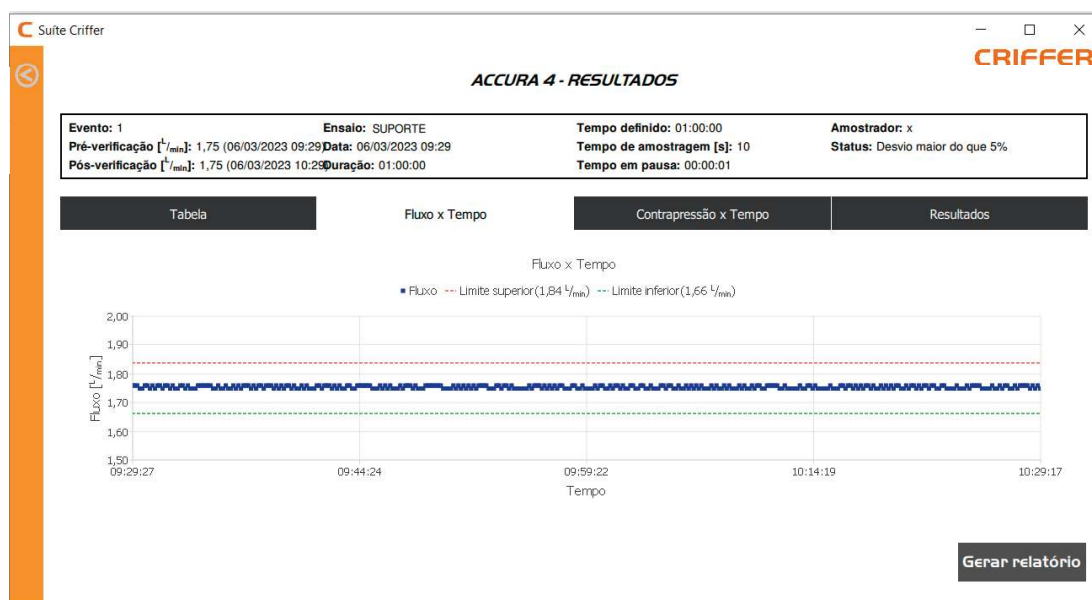 Suíte Criffer
CRIFFER
ACCURA 4 - RESULTADOS
Evento: 1
Ensaio: SUPORTE
Tempo definido: 01:00:00
Amostrador: x
Pré-verificação [L/min]: 1,75 (06/03/2023 09:29)
Data: 06/03/2023 09:29
Tempo de amostragem [s]: 10
Status: Desvio maior do que 5%
Pós-verificação [L/min]: 1,75 (06/03/2023 10:29)
Duração: 01:00:00
Tempo em pausa: 00:00:01
Tabela
Fluxo x Tempo
Contrapressão x Tempo
Resultados
Fluxo x Tempo
Fluxo Limite superior(1,84 L/min) Limite inferior(1,66 L/min)
2,00
1,90
1,80
1,70
1,60
1,50
Fluxo [L/min]
09:29:27
09:44:24
09:59:22
10:14:19
10:29:17
Tempo
Gerar relatório